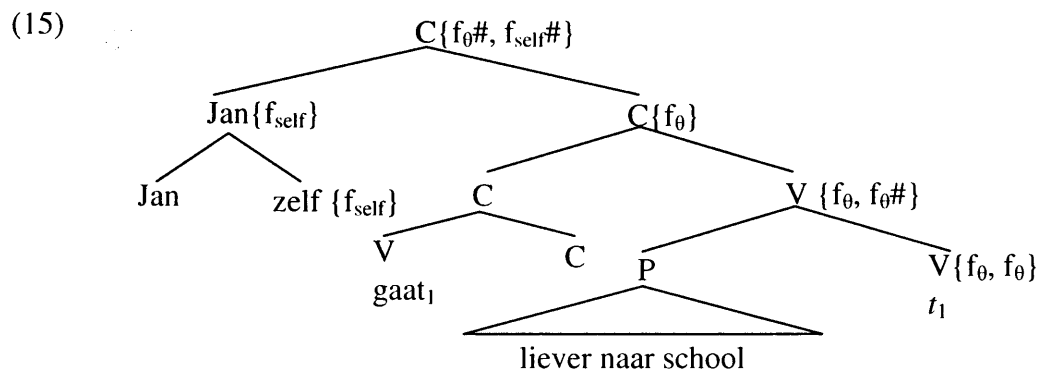 (15)
C{fθ#, fself#}
Jan{fself} C{fθ}
Jan zelf {fself} C V {fθ, fθ#}
V C P V{fθ, fθ}
gaat1 t1
liever naar school